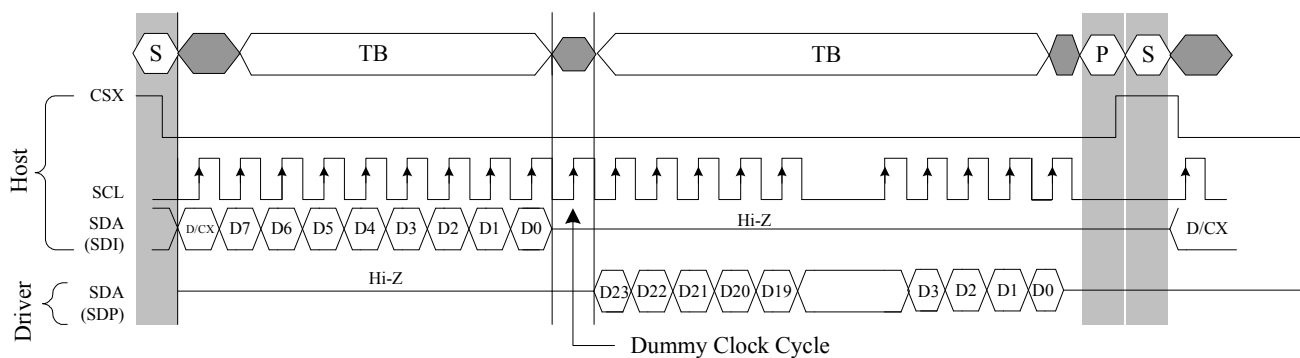 S TB TB P S
CSX
Host
SCL
SDA
(SDI)
D/CX D7 D6 D5 D4 D3 D2 D1 D0 Hi-Z D/CX
Driver
SDA
(SDP)
Hi-Z D23 D22 D21 D20 D19 D3 D2 D1 D0
Dummy Clock Cycle